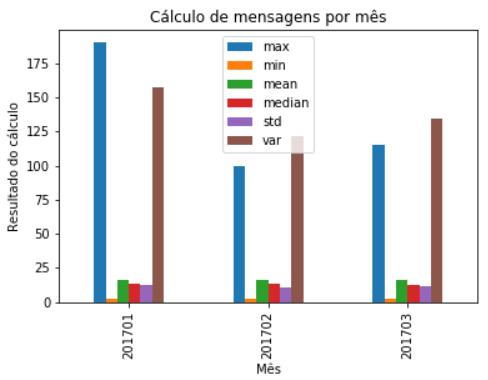 Cálculo de mensagens por mês
max
min
mean
median
std
var
Resultado do cálculo
175
150
125
100
75
50
25
0
201701
201702
201703
Mês